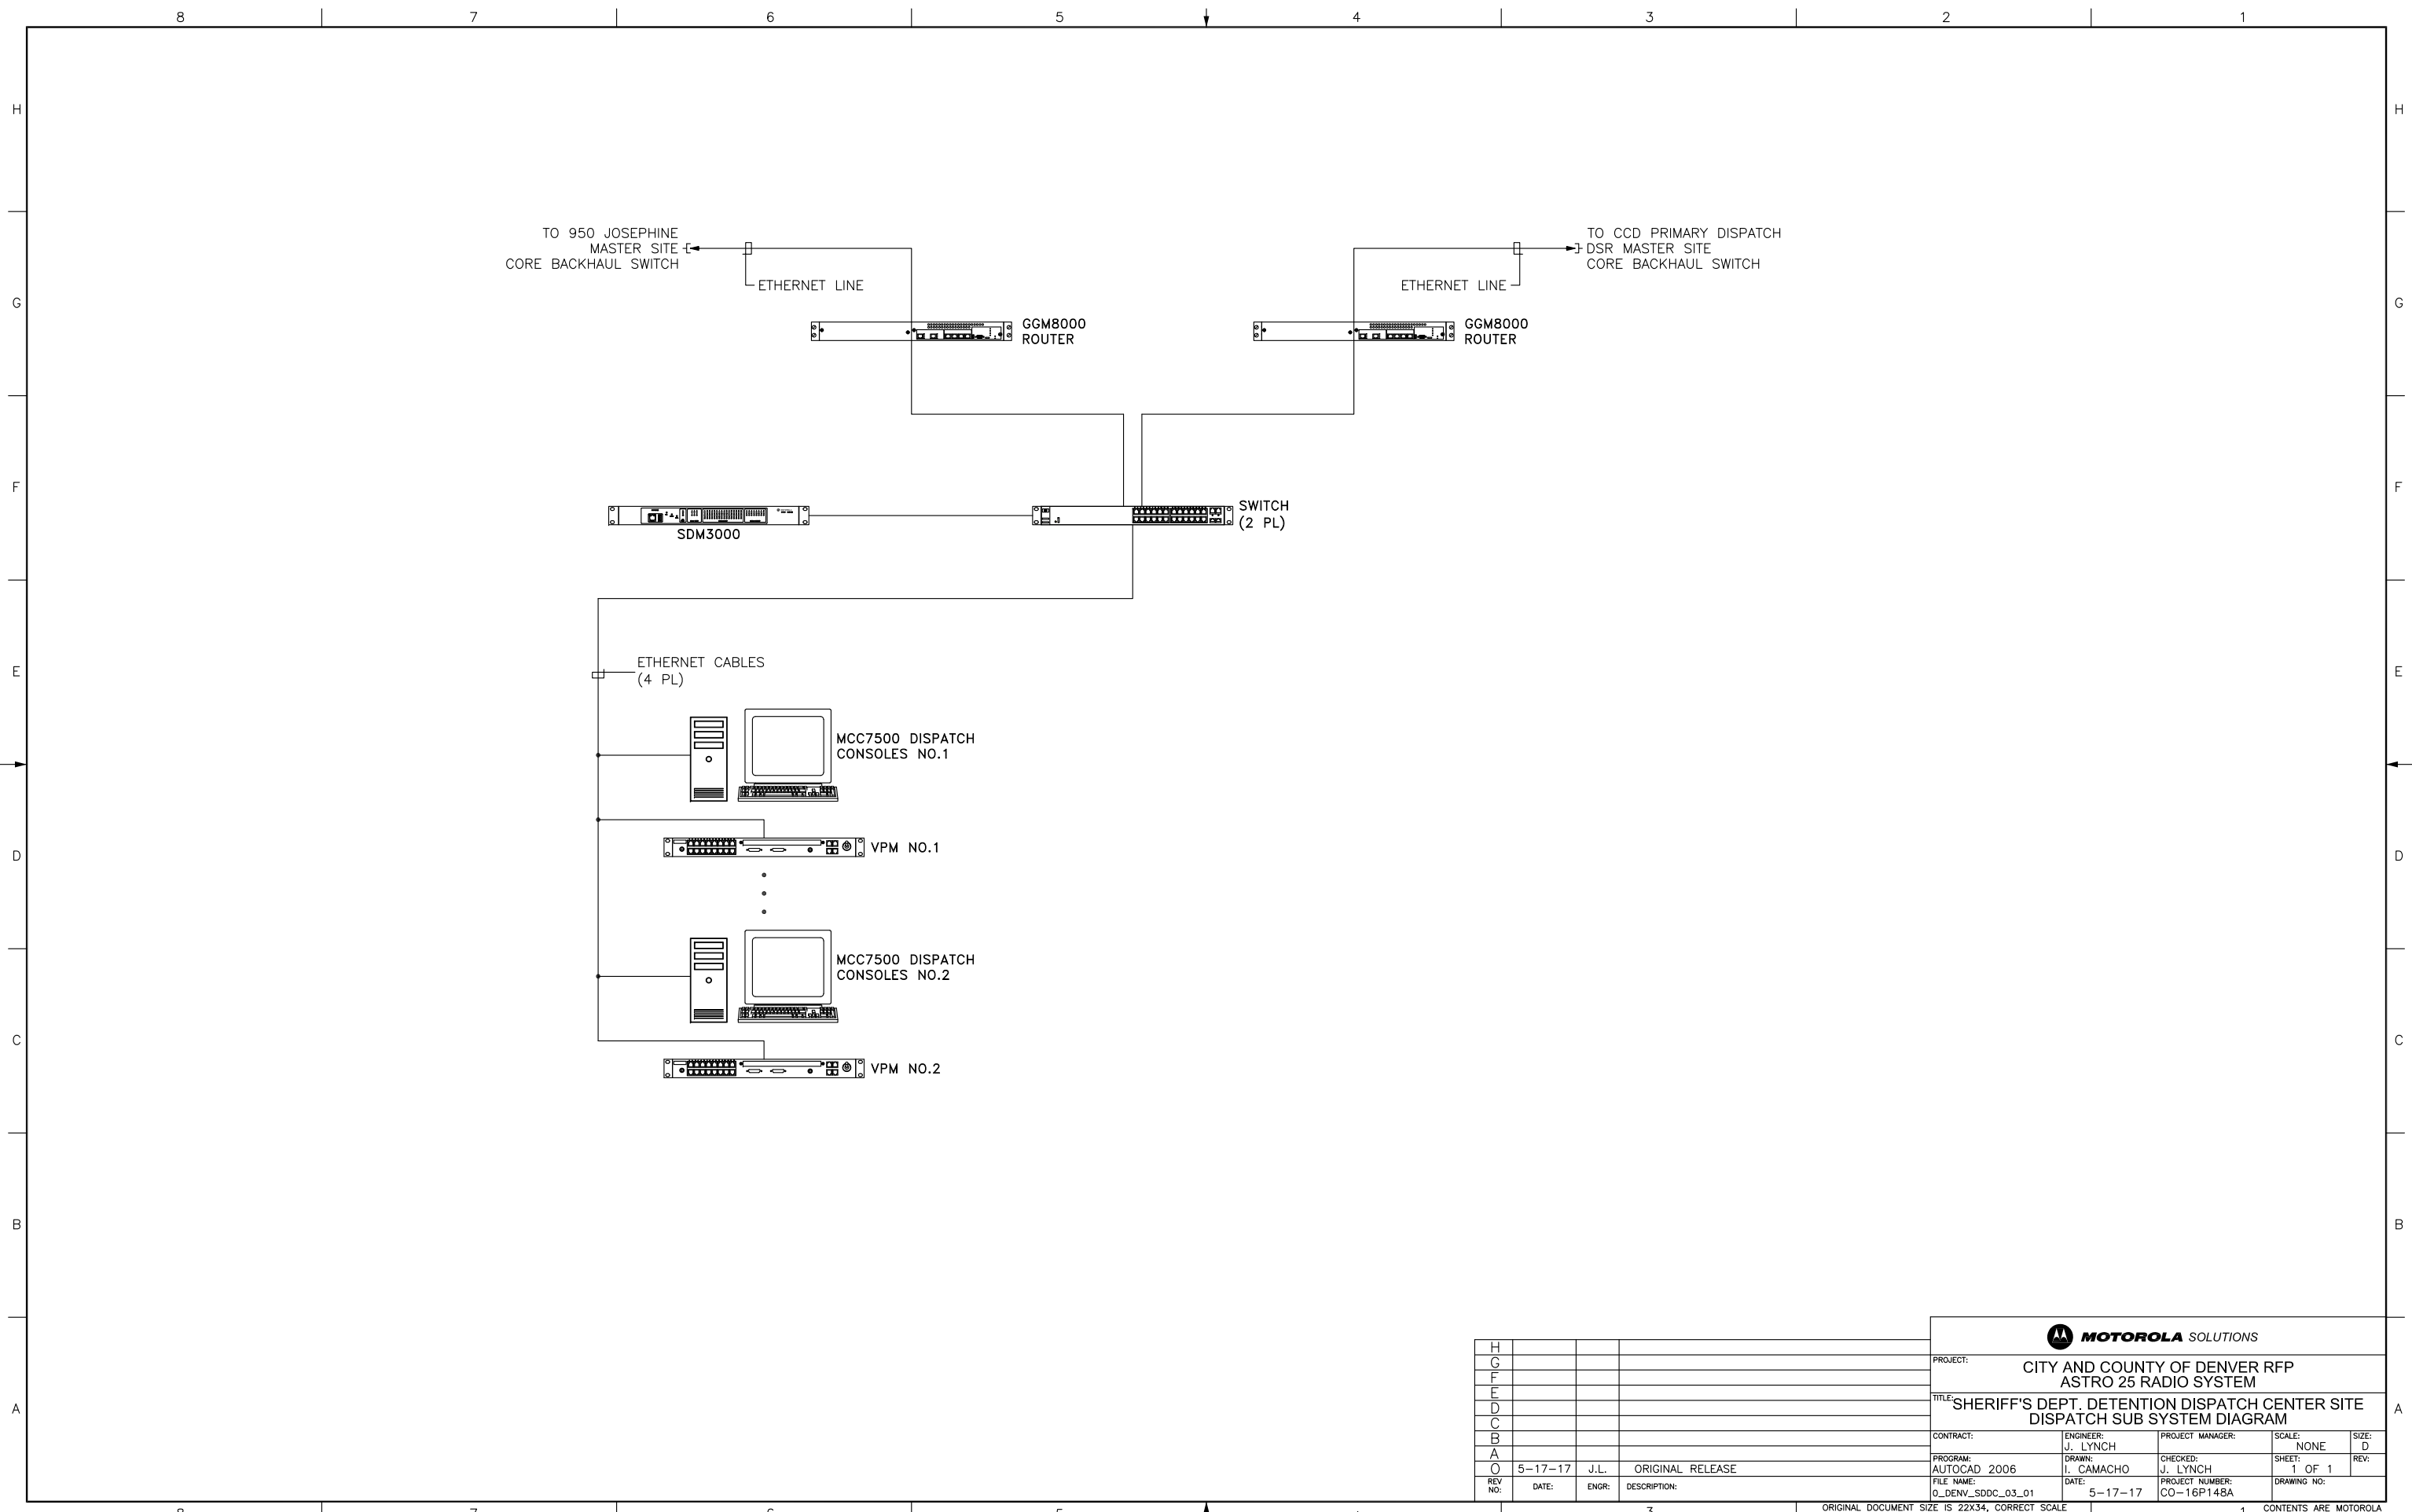 8 7 6 5 4 3 2 1
H H
TO 950 JOSEPHINE
MASTER SITE
CORE BACKHAUL SWITCH
ETHERNET LINE
TO CCD PRIMARY DISPATCH
DSR MASTER SITE
CORE BACKHAUL SWITCH
ETHERNET LINE
G G
GGM8000
ROUTER
GGM8000
ROUTER
F F
SDM3000
SWITCH
(2 PL)
E E
ETHERNET CABLES
(4 PL)
MCC7500 DISPATCH
CONSOLES NO.1
D D
VPM NO.1
MCC7500 DISPATCH
CONSOLES NO.2
C C
VPM NO.2
B B
A A
H
G
F
E
D
C
B
A
0 5-17-17 J.L. ORIGINAL RELEASE
REV NO: DATE: ENGR: DESCRIPTION:
MOTOROLA SOLUTIONS
PROJECT:
CITY AND COUNTY OF DENVER RFP
ASTRO 25 RADIO SYSTEM
TITLE:
SHERIFF'S DEPT. DETENTION DISPATCH CENTER SITE
DISPATCH SUB SYSTEM DIAGRAM
CONTRACT: ENGINEER: PROJECT MANAGER: SCALE: SIZE:
J. LYNCH NONE D
PROGRAM: DRAWN: CHECKED: SHEET: REV:
AUTOCAD 2006 I. CAMACHO J. LYNCH 1 OF 1
FILE NAME: DATE: PROJECT NUMBER: DRAWING NO:
0_DENV_SDDC_03_01 5-17-17 CO-16P148A
ORIGINAL DOCUMENT SIZE IS 22X34, CORRECT SCALE
CONTENTS ARE MOTOROLA